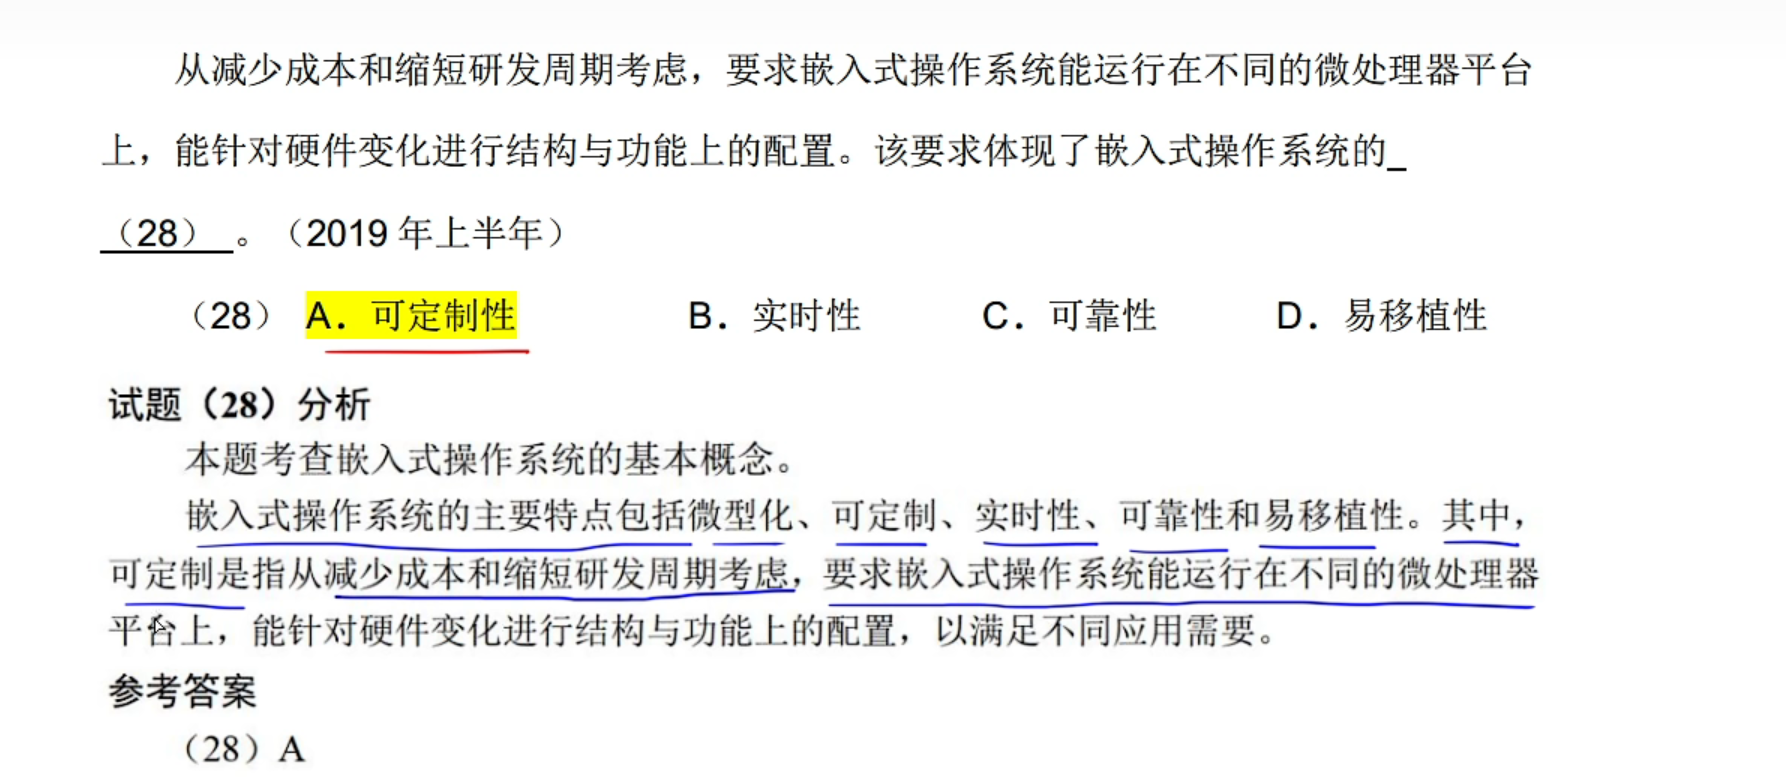 从减少成本和缩短研发周期考虑，要求嵌入式操作系统能运行在不同的微处理器平台
上，能针对硬件变化进行结构与功能上的配置。该要求体现了嵌入式操作系统的_
（28）。（2019 年上半年）
（28） A．可定制性 B．实时性 C．可靠性 D．易移植性
试题（28）分析
本题考查嵌入式操作系统的基本概念。
嵌入式操作系统的主要特点包括微型化、可定制、实时性、可靠性和易移植性。其中，
可定制是指从减少成本和缩短研发周期考虑，要求嵌入式操作系统能运行在不同的微处理器
平台上，能针对硬件变化进行结构与功能上的配置，以满足不同应用需要。
参考答案
（28）A